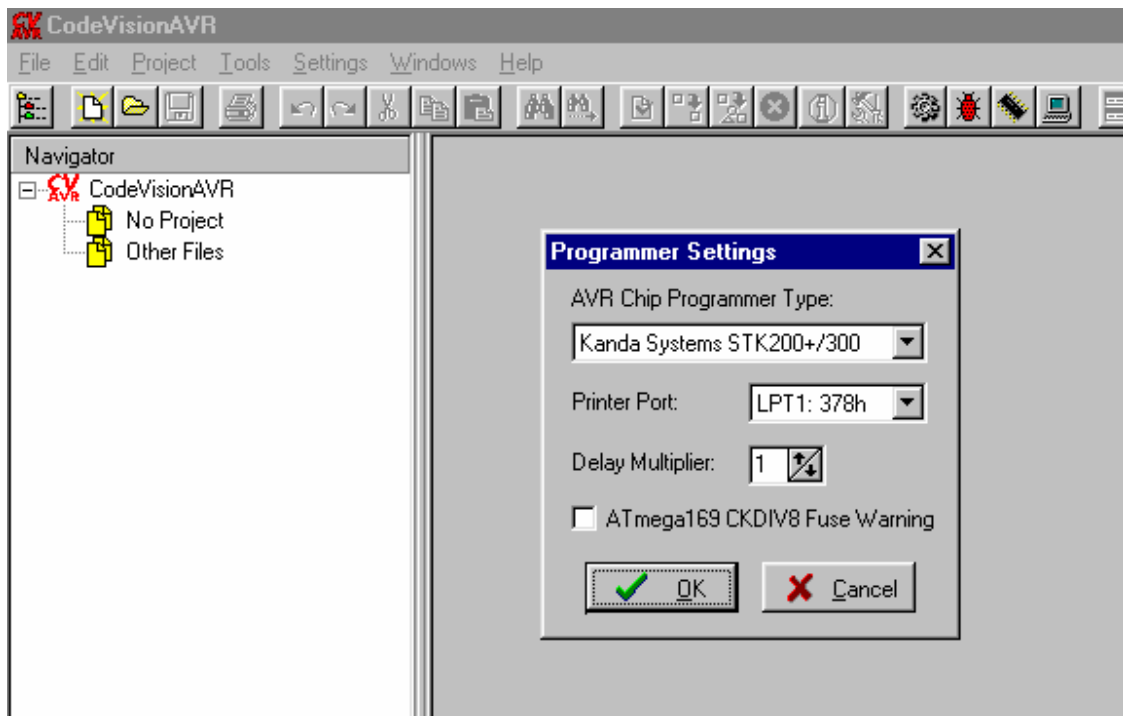 CodeVisionAVR
File Edit Project Tools Settings Windows Help
Navigator
CodeVisionAVR
No Project
Other Files
Programmer Settings
AVR Chip Programmer Type:
Kanda Systems STK200+/300
Printer Port: LPT1: 378h
Delay Multiplier: 1
ATmega169 CKDIV8 Fuse Warning
OK Cancel